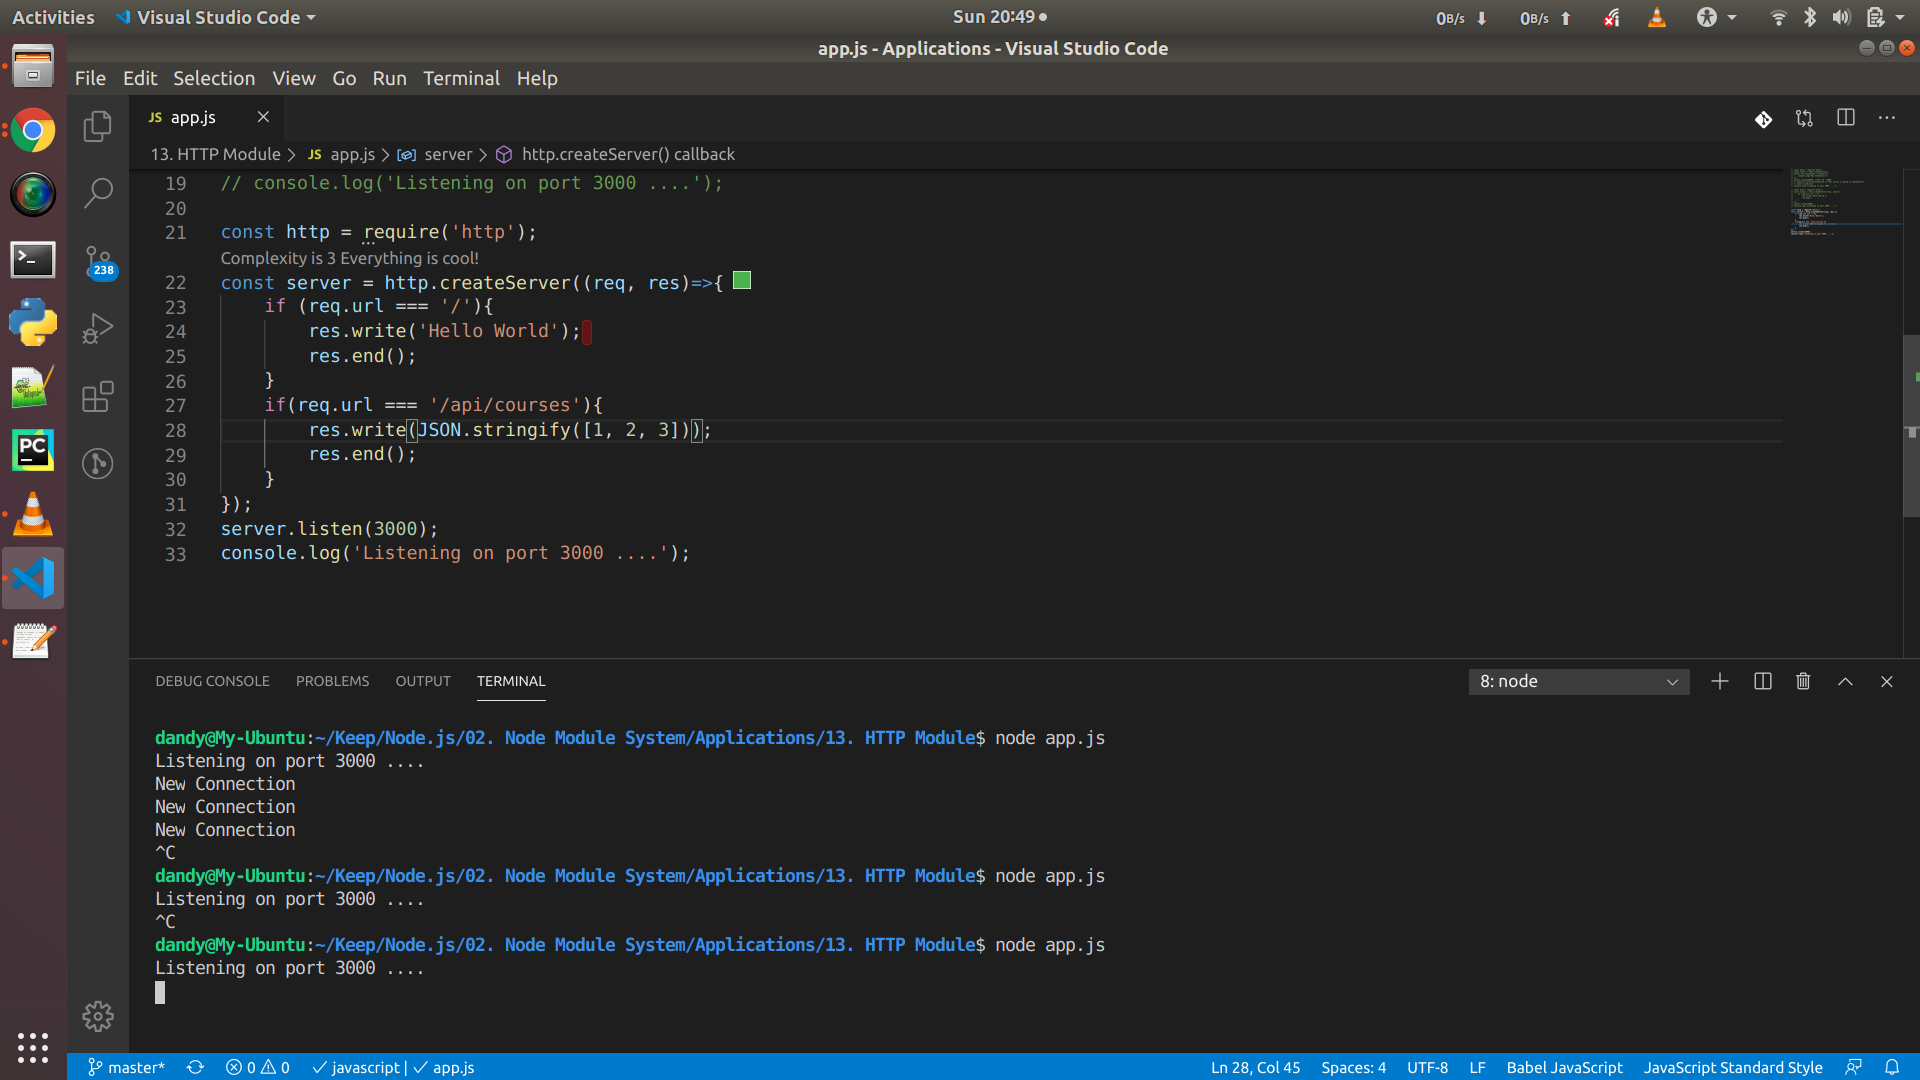 Activities Visual Studio Code Sun 20:49 0B/s 0B/s
app.js - Applications - Visual Studio Code
File Edit Selection View Go Run Terminal Help
JS app.js
13. HTTP Module > JS app.js > server > http.createServer() callback
19 // console.log('Listening on port 3000 ....');
20
21 const http = require('http');
Complexity is 3 Everything is cool!
22 const server = http.createServer((req, res)=>{
23 if (req.url === '/'){
24 res.write('Hello World');
25 res.end();
26 }
27 if(req.url === '/api/courses'){
28 res.write(JSON.stringify([1, 2, 3]));
29 res.end();
30 }
31 });
32 server.listen(3000);
33 console.log('Listening on port 3000 ....');
238
PC
DEBUG CONSOLE PROBLEMS OUTPUT TERMINAL 8: node
dandy@My-Ubuntu:~/Keep/Node.js/02. Node Module System/Applications/13. HTTP Module$ node app.js
Listening on port 3000 ....
New Connection
New Connection
New Connection
^C
dandy@My-Ubuntu:~/Keep/Node.js/02. Node Module System/Applications/13. HTTP Module$ node app.js
Listening on port 3000 ....
^C
dandy@My-Ubuntu:~/Keep/Node.js/02. Node Module System/Applications/13. HTTP Module$ node app.js
Listening on port 3000 ....
master* 0 0 javascript | app.js Ln 28, Col 45 Spaces: 4 UTF-8 LF Babel JavaScript JavaScript Standard Style